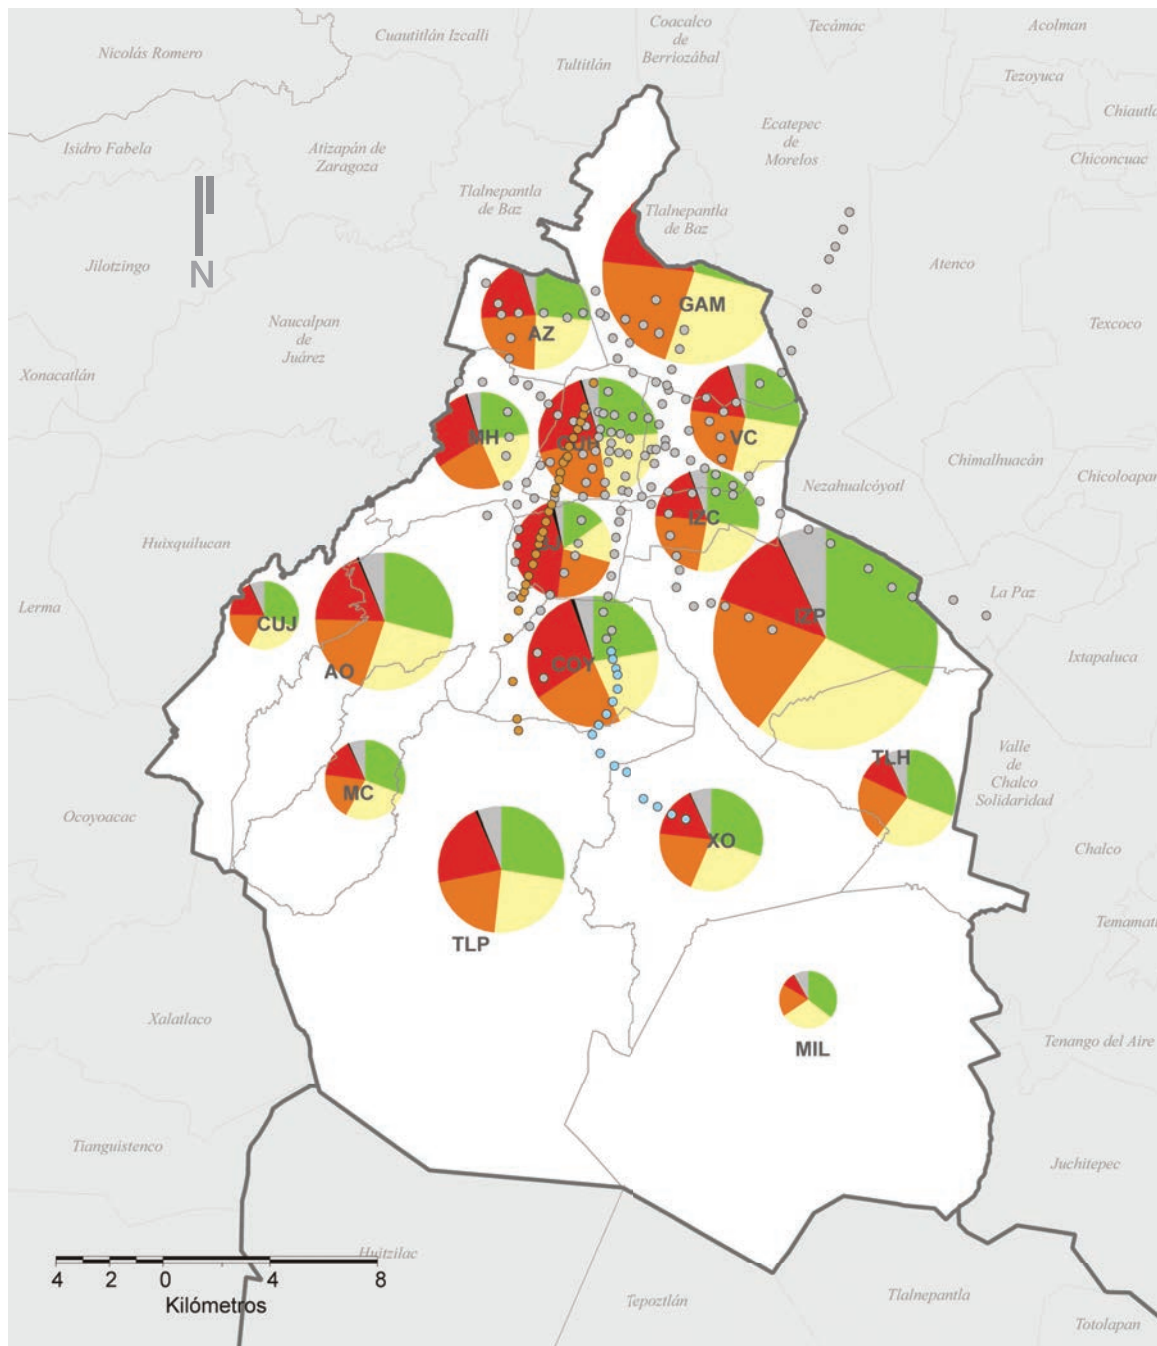 Acolman
Coacalco
de
Berriozábal
Tecámac
Cuautitlán Izcalli
Nicolás Romero
Tultitlán
Tezoyuca
Chiautla
Ecatepec
de
Morelos
Isidro Fabela
Atizapán de
Zaragoza
Chiconcuac
Tlalnepantla
de Baz
Tlalnepantla
de Baz
Jilotzingo
N
Atenco
GAM
Naucalpan
de
Juárez
AZ
Texcoco
Xonacatlán
MH
CUH
VC
Chimalhuacán
Chicoloapan
Nezahualcóyotl
IZC
Huixquilucan
BJ
La Paz
Lerma
CUJ
IZP
AO
COY
Ixtapaluca
Valle
de
Chalco
Solidaridad
TLH
MC
Ocoyoacac
XO
Chalco
Temamatla
TLP
Xalatlaco
MIL
Tenango del Aire
Tianguistenco
Juchitepec
Huitzilac
4 2 0 4 8
Kilómetros
Tepoztlán
Tlalnepantla
Totolapan